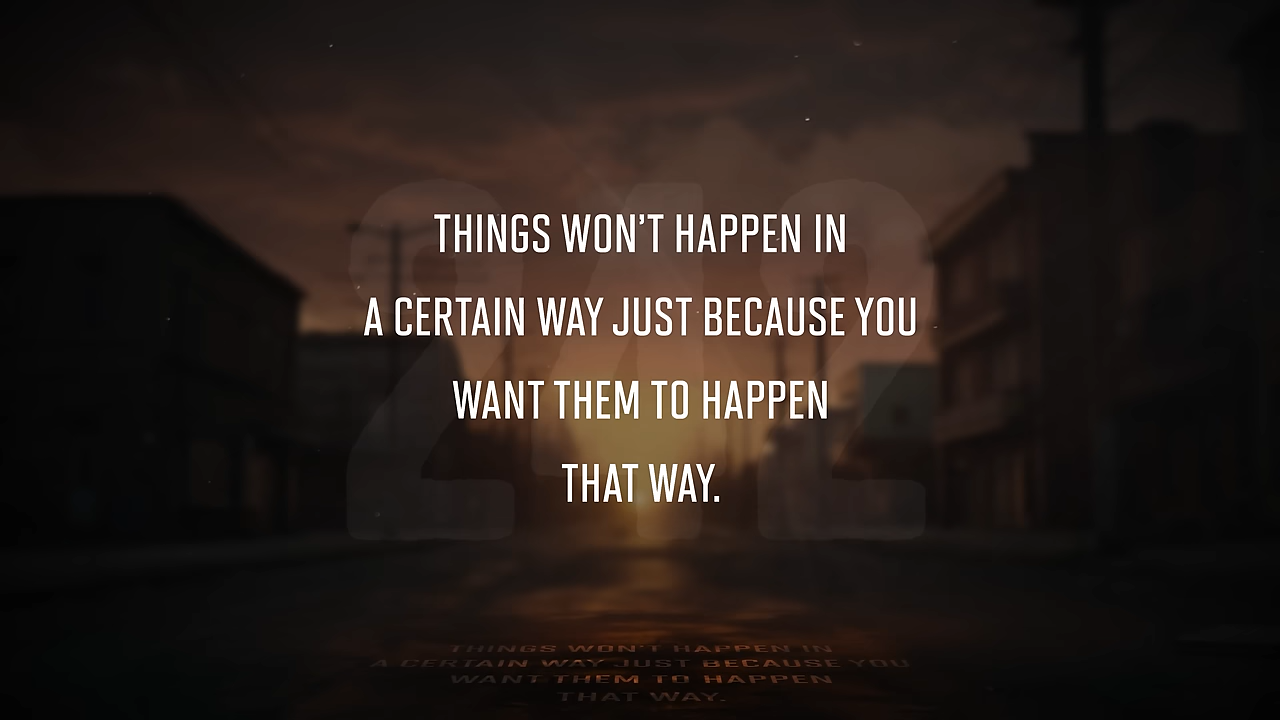 242
THINGS WON'T HAPPEN IN
A CERTAIN WAY JUST BECAUSE YOU
WANT THEM TO HAPPEN
THAT WAY.
THINGS WON'T HAPPEN IN
A CERTAIN WAY JUST BECAUSE YOU
WANT THEM TO HAPPEN
THAT WAY.